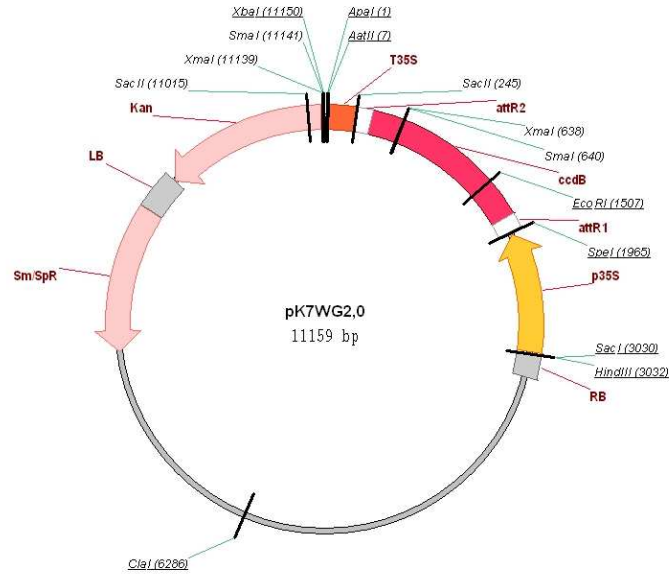 XbaI (11150)
ApaI (1)
SmaI (11141)
AatII (7)
XmaI (11139)
T35S
SacII (11015)
SacII (245)
Kan
attR2
XmaI (638)
SmaI (640)
LB
ccdB
EcoRI (1507)
attR1
SpeI (1965)
Sm/SpR
p35S
pK7WG2,0
11159 bp
SacI (3030)
HindIII (3032)
RB
ClaI (6286)